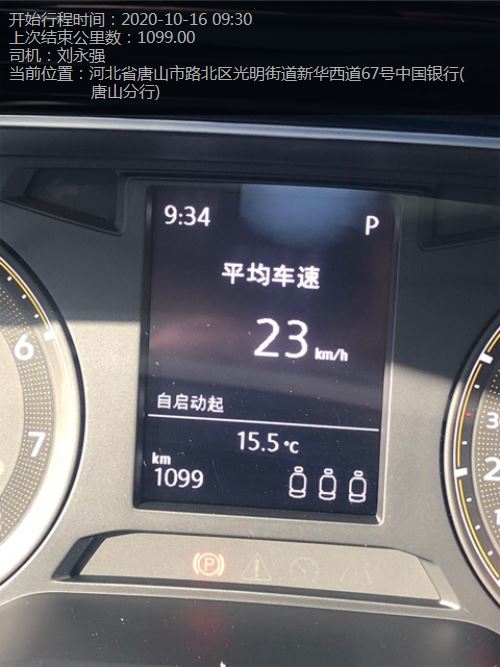 开始行程时间：2020-10-16 09:30
上次结束公里数：1099.00
司机：刘永强
当前位置：河北省唐山市路北区光明街道新华西道67号中国银行(
唐山分行)
9:34 P
平均车速
23 km/h
自启动起
15.5 ℃
km
1099
6
7
3
2
1
(P)